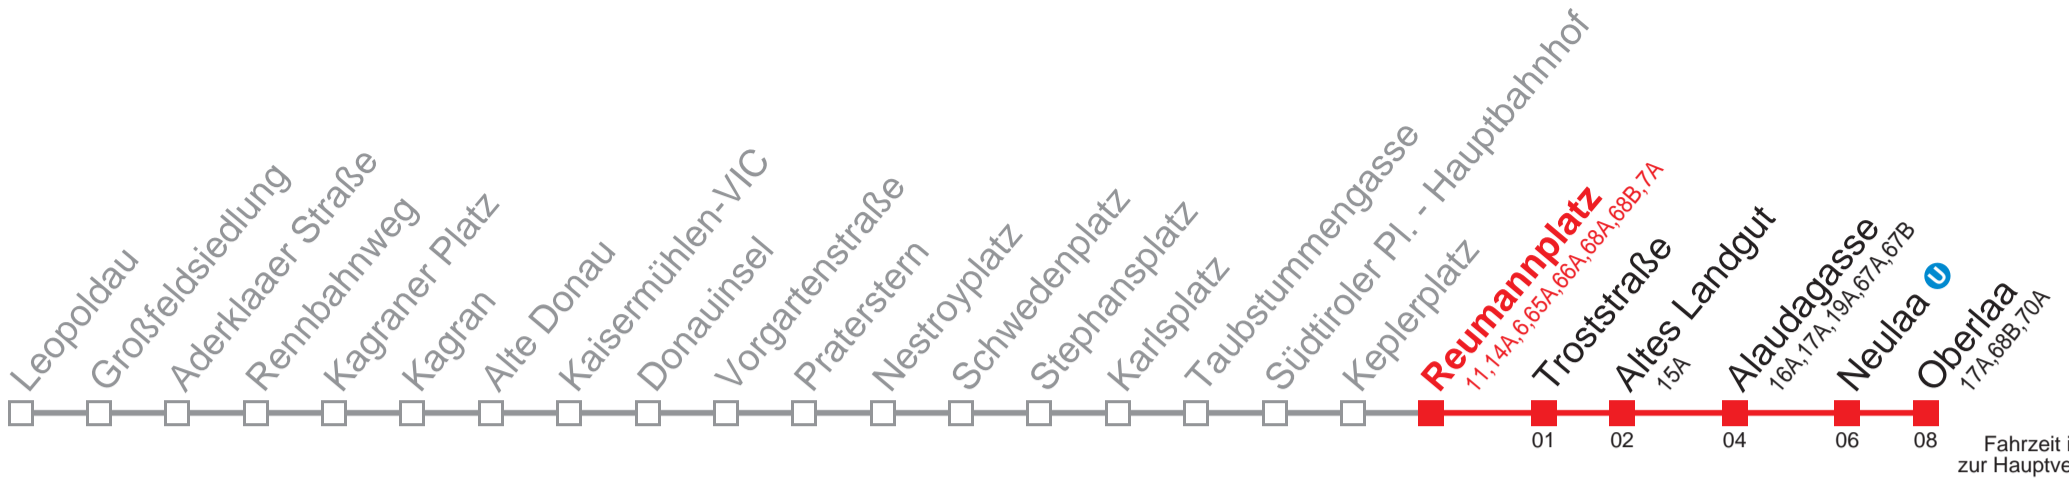 Leopoldau
Großfeldsiedlung
Aderklaaer Straße
Rennbahnweg
Kagraner Platz
Kagran
Alte Donau
Kaisermühlen-VIC
Donauinsel
Vorgartenstraße
Praterstern
Nestroyplatz
Schwedenplatz
Stephansplatz
Karlsplatz
Taubstummengasse
Südtiroler Pl. - Hauptbahnhof
Keplerplatz
Reumannplatz
11,14A,6,65A,66A,68A,68B,7A
Troststraße
Altes Landgut
15A
Alaudagasse
16A,17A,19A,67A,67B
Neulaa U
Oberlaa
17A,68B,70A
01 02 04 06 08
Fahrzeit
zur